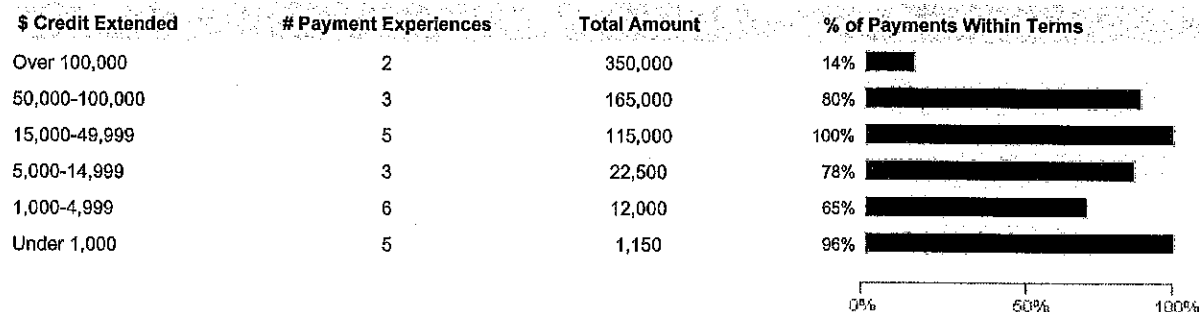 $ Credit Extended # Payment Experiences Total Amount % of Payments Within Terms
Over 100,000 2 350,000 14%
50,000-100,000 3 165,000 80%
15,000-49,999 5 115,000 100%
5,000-14,999 3 22,500 78%
1,000-4,999 6 12,000 65%
Under 1,000 5 1,150 96%
0% 50% 100%